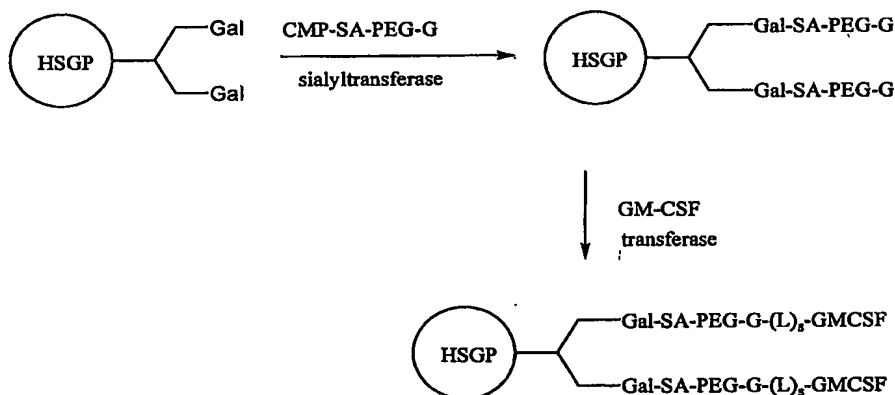 Gal
HSGP
Gal
CMP-SA-PEG-G
sialyltransferase
Gal-SA-PEG-G
HSGP
Gal-SA-PEG-G
GM-CSF
transferase
Gal-SA-PEG-G-(L)s-GMCSF
HSGP
Gal-SA-PEG-G-(L)s-GMCSF